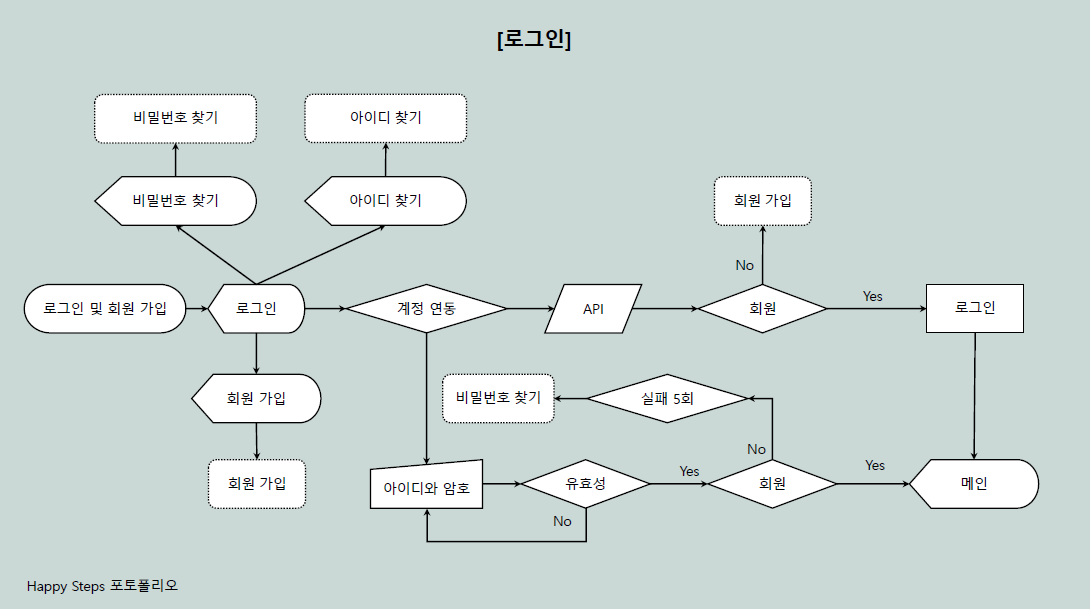 [로그인]
비밀번호 찾기
아이디 찾기
비밀번호 찾기
아이디 찾기
회원 가입
No
로그인 및 회원 가입
로그인
계정 연동
API
회원
Yes
로그인
회원 가입
비밀번호 찾기
실패 5회
No
회원 가입
아이디와 암호
유효성
Yes
회원
Yes
메인
No
Happy Steps 포토폴리오